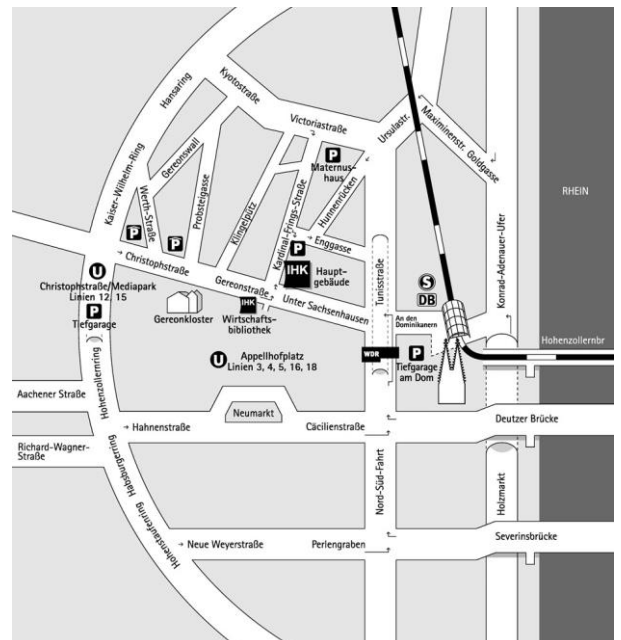 Hansaring
Kyotostraße
Victoriastraße
Ursulastr.
Maximinenstr.
Goldgasse
RHEIN
Kaiser-Wilhelm-Ring
Werth-Straße
Gereonswall
Probsteigasse
Klingelpütz
Kardinal-Frings-Straße
P
Maternus-
haus
Hunnenrücken
Konrad-Adenauer-Ufer
P
P
P
Enggasse
Christophstraße
IHK
Haupt-
gebäude
Tunisstraße
S
DB
U
Christophstraße/Mediapark
Linien 12, 15
P
Tiefgarage
Gereonkloster
Gereonstraße
IHK
Wirtschafts-
bibliothek
Unter Sachsenhausen
An den
Dominikanern
Hohenzollernbr
WDR
P
Tiefgarage
am Dom
U
Appellhofplatz
Linien 3, 4, 5, 16, 18
Hohenzollernring
Aachener Straße
Neumarkt
Hahnenstraße
Cäcilienstraße
Deutzer Brücke
Richard-Wagner-
Straße
Habsburgerring
Nord-Süd-Fahrt
Holzmarkt
Hohenstaufenring
Neue Weyerstraße
Perlengraben
Severinsbrücke